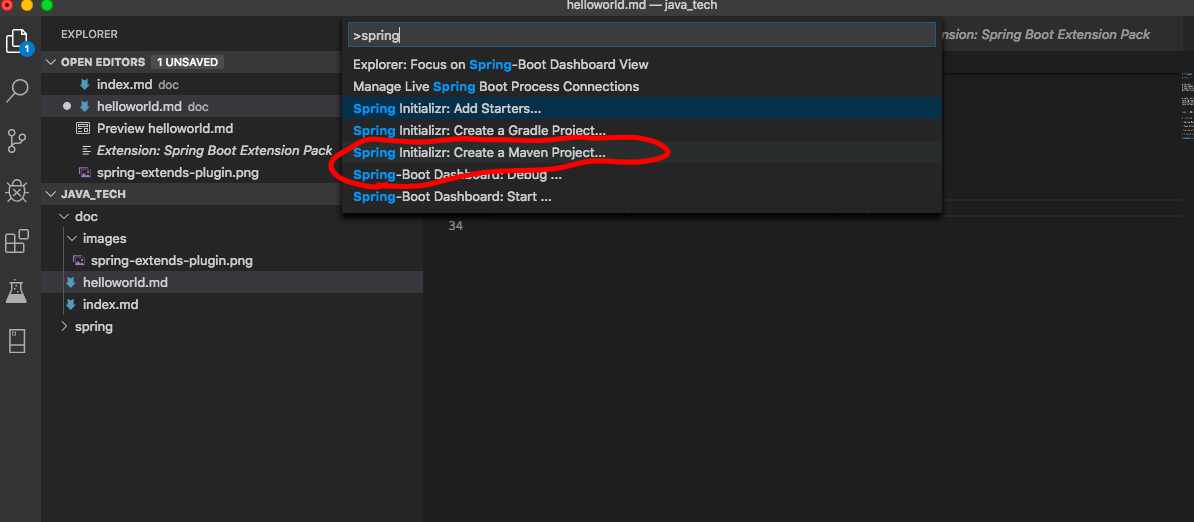 helloworld.md — java_tech
1
EXPLORER
OPEN EDITORS 1 UNSAVED
index.md doc
helloworld.md doc
Preview helloworld.md
Extension: Spring Boot Extension Pack
spring-extends-plugin.png
JAVA_TECH
doc
images
spring-extends-plugin.png
helloworld.md
index.md
spring
>spring
Explorer: Focus on Spring-Boot Dashboard View
Manage Live Spring Boot Process Connections
Spring Initializr: Add Starters...
Spring Initializr: Create a Gradle Project...
Spring Initializr: Create a Maven Project...
Spring-Boot Dashboard: Debug ...
Spring-Boot Dashboard: Start ...
nsion: Spring Boot Extension Pack
34